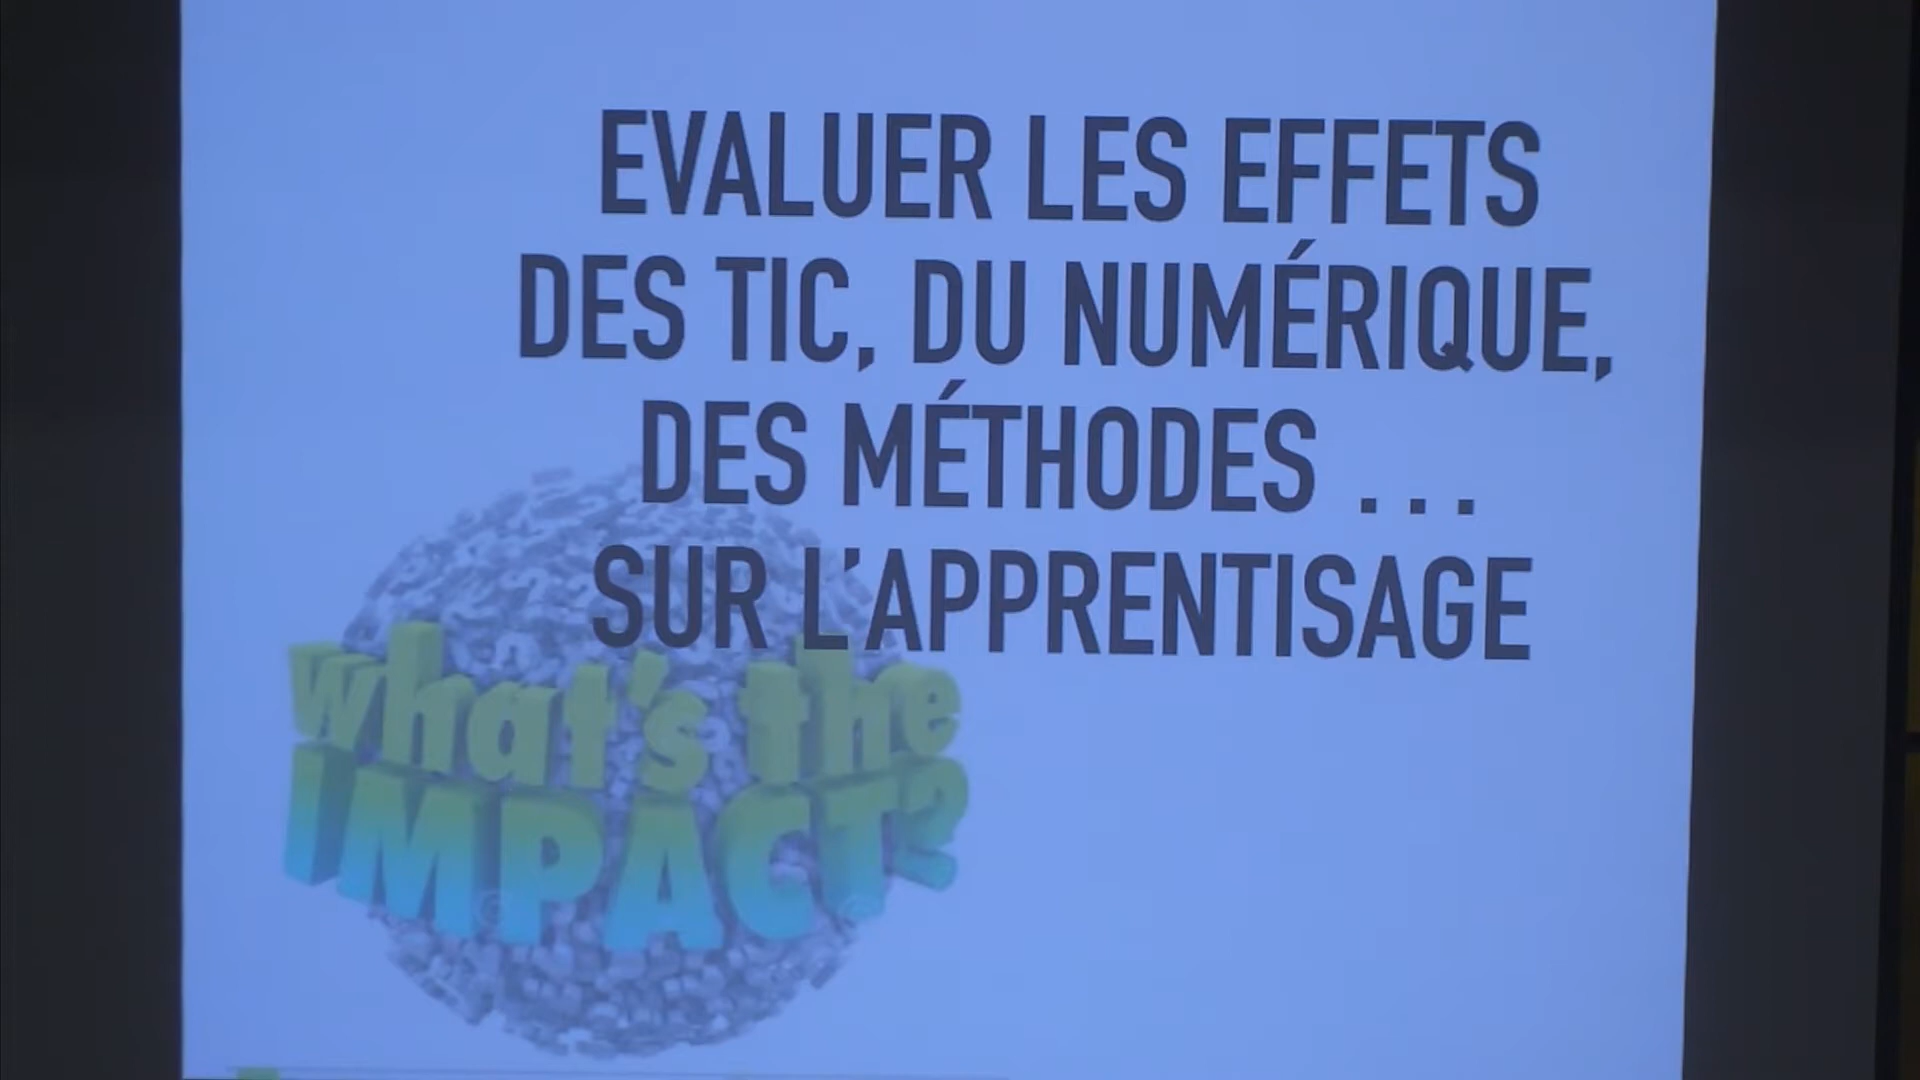 EVALUER LES EFFETS
DES TIC, DU NUMÉRIQUE,
DES MÉTHODES ...
SUR L'APPRENTISAGE
what's the
IMPACT?